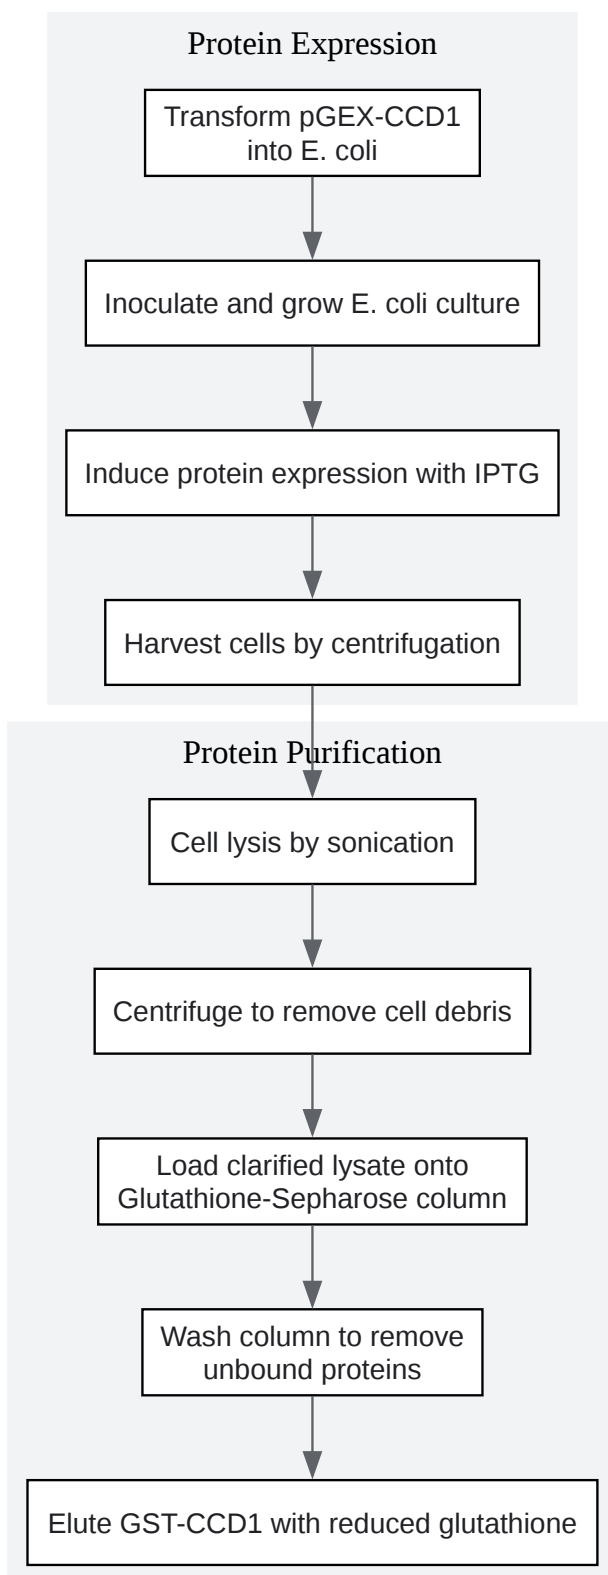 Protein Expression
Transform pGEX-CCD1
into E. coli
Inoculate and grow E. coli culture
Induce protein expression with IPTG
Harvest cells by centrifugation
Protein Purification
Cell lysis by sonication
Centrifuge to remove cell debris
Load clarified lysate onto
Glutathione-Sepharose column
Wash column to remove
unbound proteins
Elute GST-CCD1 with reduced glutathione